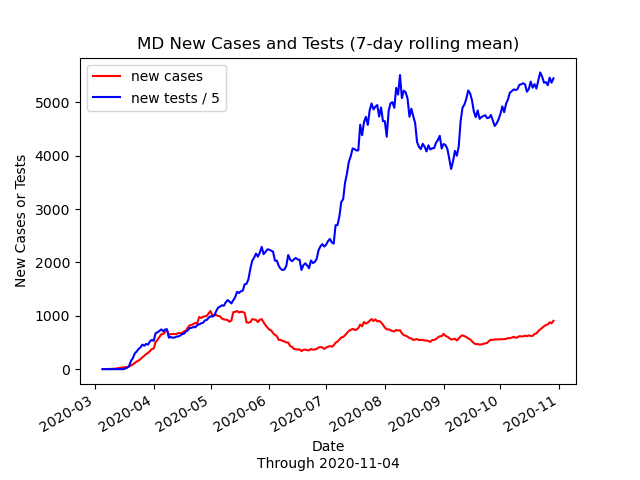 MD New Cases and Tests (7-day rolling mean)
new cases
new tests / 5
New Cases or Tests
5000
4000
3000
2000
1000
0
2020-03
2020-04
2020-05
2020-06
2020-07
2020-08
2020-09
2020-10
2020-11
Date
Through 2020-11-04